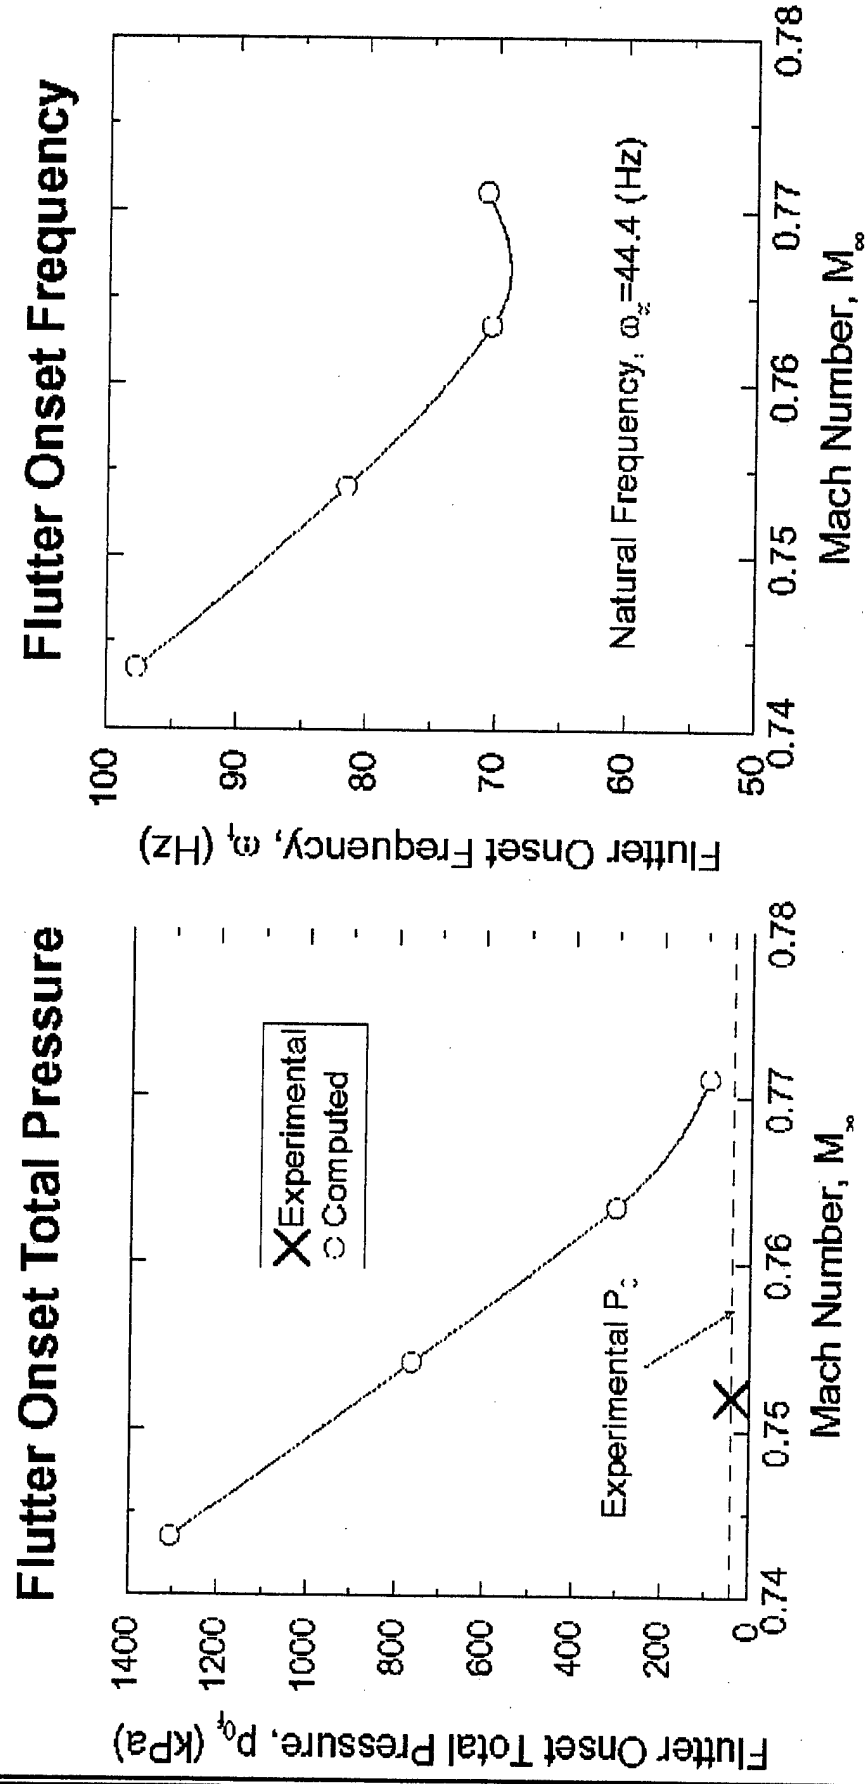 Flutter Onset Total Pressure
Flutter Onset Total Pressure, p₀f (kPa)
1400
1200
1000
800
600
400
200
0
Experimental
Computed
Experimental P
0.74
0.75
0.76
0.77
0.78
Mach Number, M∞
Flutter Onset Frequency
Flutter Onset Frequency, ωf (Hz)
100
90
80
70
60
50
Natural Frequency, ω =44.4 (Hz)
0.74
0.75
0.76
0.77
0.78
Mach Number, M∞